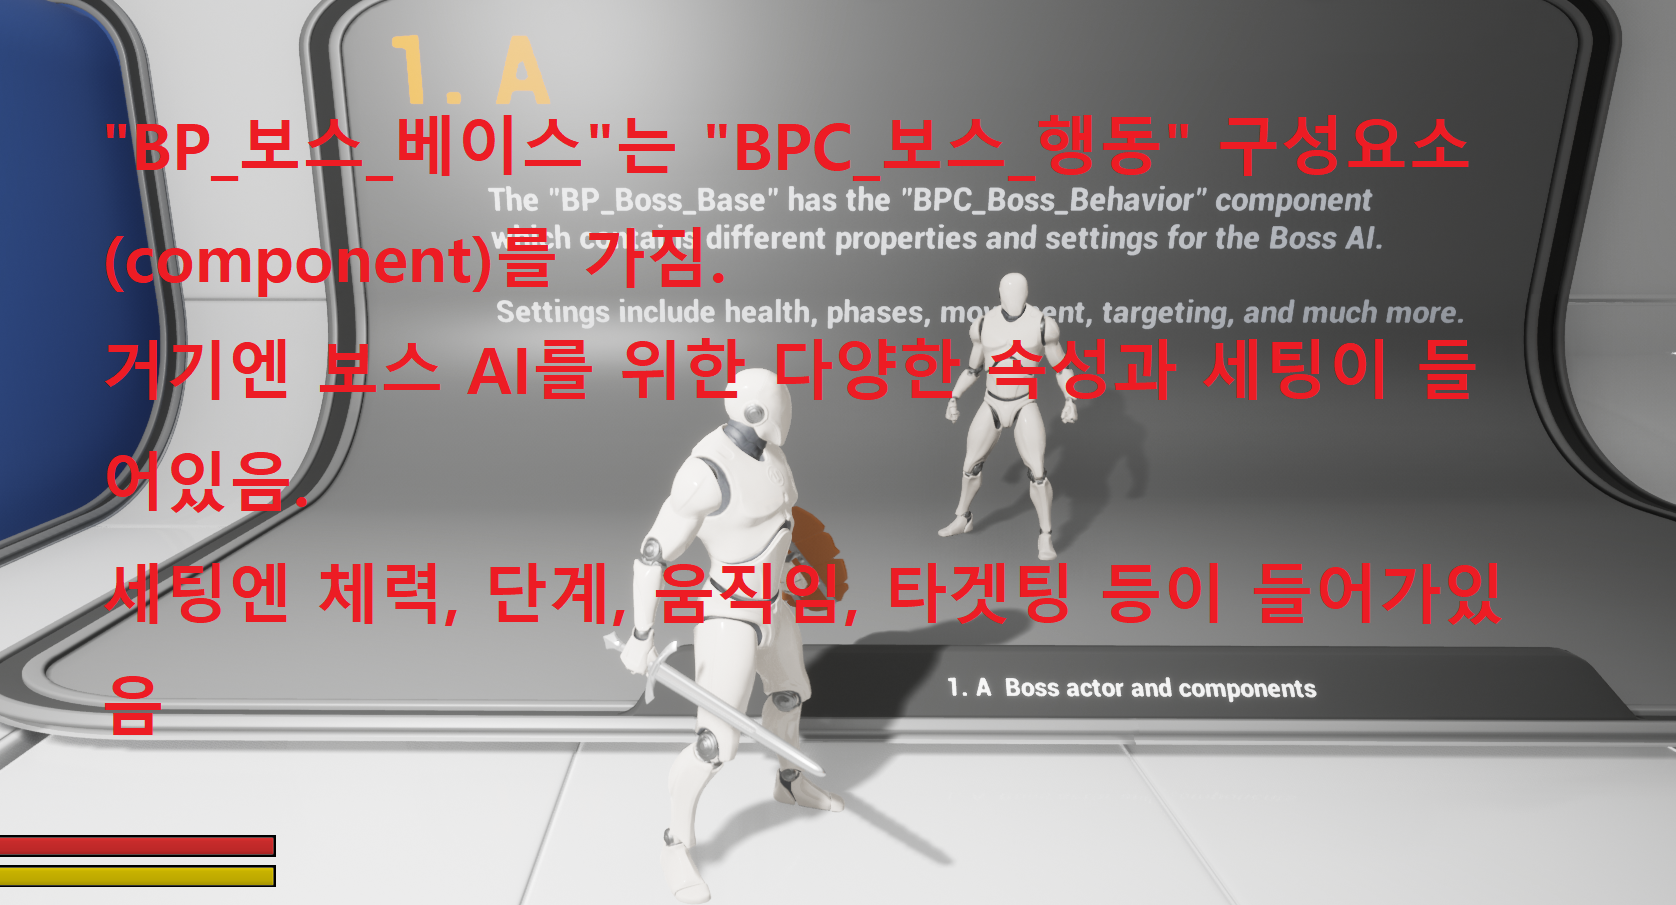 1. A
"BP_보스_베이스"는 "BPC_보스_행동" 구성요소
The "BP_Boss_Base" has the "BPC_Boss_Behavior" component
which contains different properties and settings for the Boss AI.
(component)를 가짐.
Settings include health, phases, movement, targeting, and much more.
거기엔 보스 AI를 위한 다양한 속성과 세팅이 들
어있음.
세팅엔 체력, 단계, 움직임, 타겟팅 등이 들어가있
음
1. A Boss actor and components